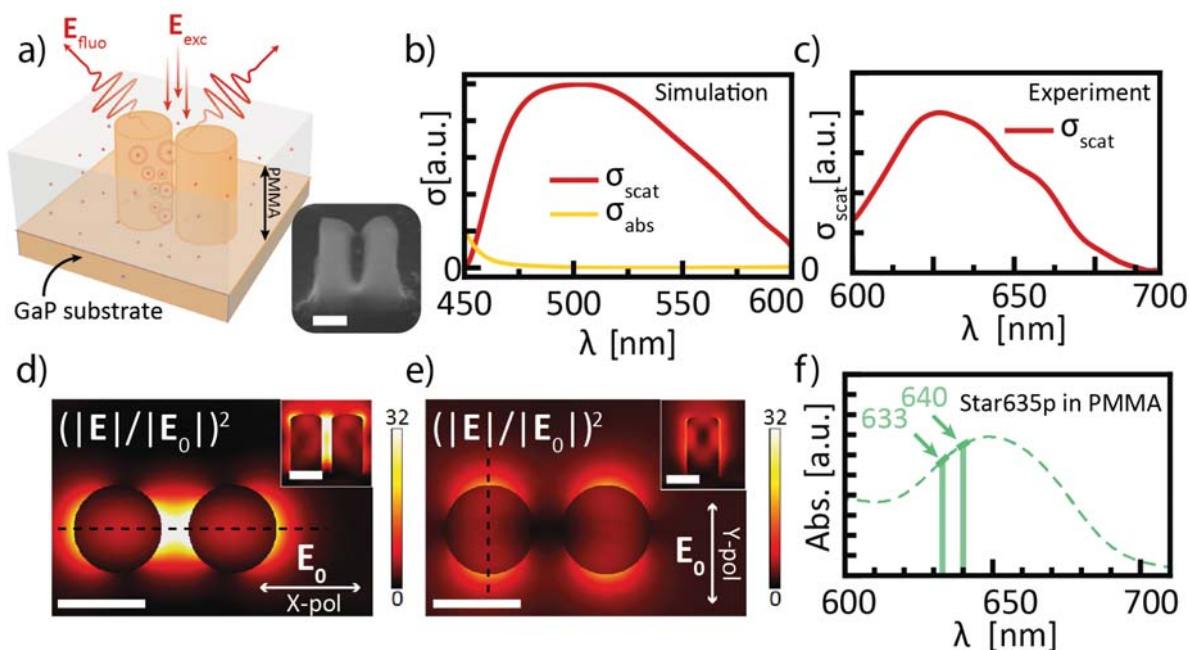 a)
E_fluo
E_exc
PMMA
GaP substrate
b)
Simulation
σ[a.u.]
σ_scat
σ_abs
0
450 500 550 600
λ [nm]
c)
Experiment
σ_scat
σ_scat[a.u.]
0
600 650 700
λ [nm]
d)
(|E|/|E_0|)^2
32
0
E_0
X-pol
e)
(|E|/|E_0|)^2
32
0
E_0
Y-pol
f)
Star635p in PMMA
640
633
Abs. [a.u.]
600 650 700
λ [nm]